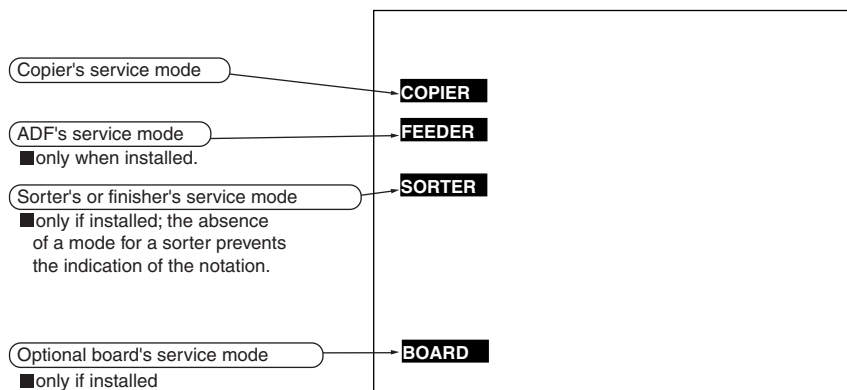 Copier's service mode
COPIER
ADF's service mode
FEEDER
■only when installed.
Sorter's or finisher's service mode
SORTER
■only if installed; the absence
of a mode for a sorter prevents
the indication of the notation.
Optional board's service mode
BOARD
■only if installed